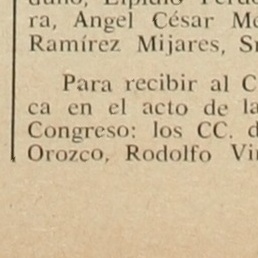 ra, Angel César
Ramírez Mijares,
Para recibir al C
ca en el acto de la
Congreso: los CC. d
Orozco, Rodolfo